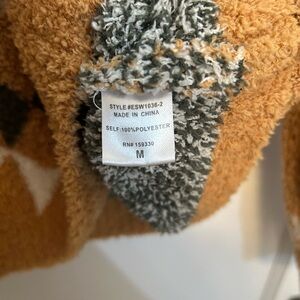 STYLE #ESW1036-2
MADE IN CHINA
SELF:100%POLYESTER
RN# 159330
M